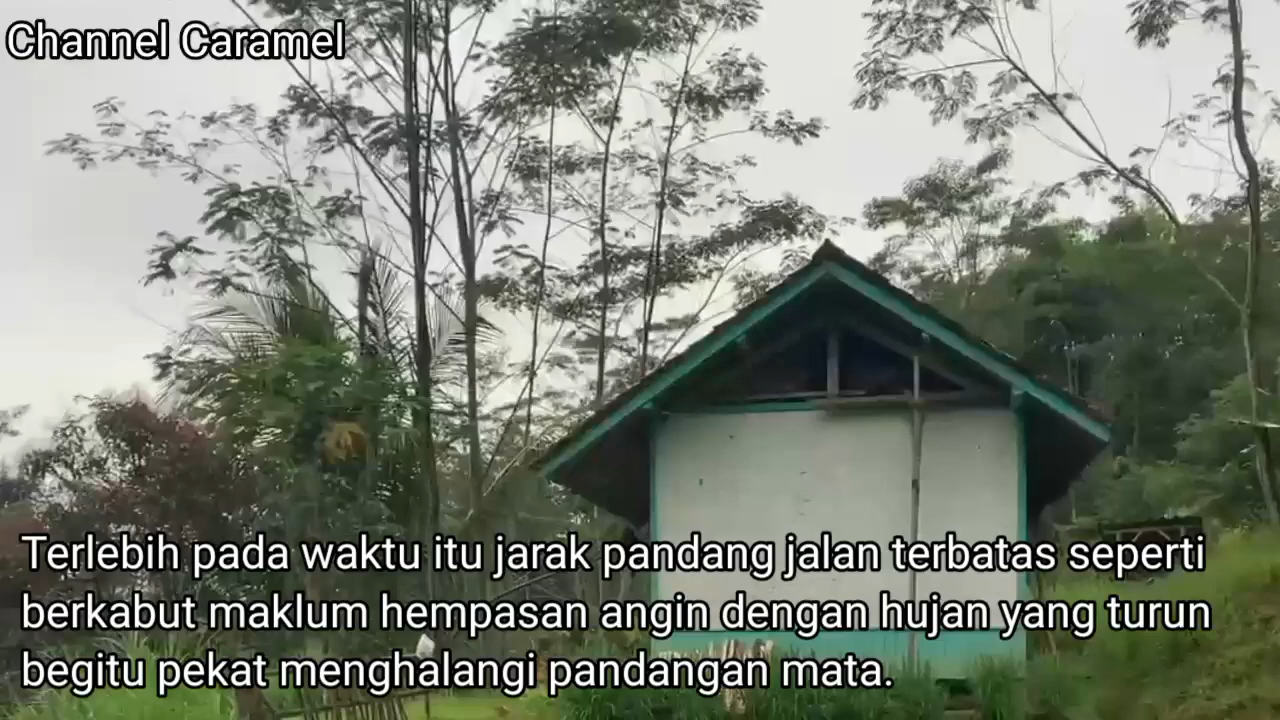 Channel Caramel
Terlebih pada waktu itu jarak pandang jalan terbatas seperti
berkabut maklum hempasan angin dengan hujan yang turun
begitu pekat menghalangi pandangan mata.